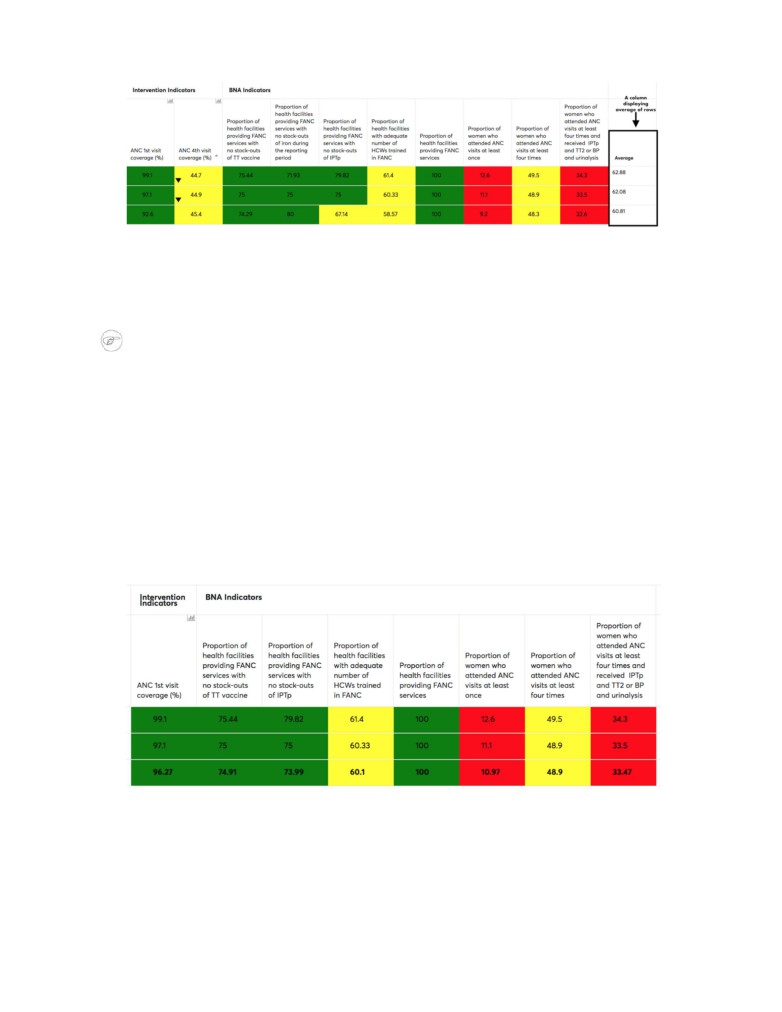 Intervention Indicators BNA Indicators
A column
displaying
average of rows
ANC 1st visit
coverage (%)
ANC 4th visit
coverage (%)
Proportion of
health facilities
providing FANC
services with
no stock-outs
of TT vaccine
Proportion of
health facilities
providing FANC
services with
no stock-outs
of iron during
the reporting
period
Proportion of
health facilities
providing FANC
services with
no stock-outs
of IPTp
Proportion of
health facilities
with adequate
number of
HCWs trained
in FANC
Proportion of
health facilities
providing FANC
services
Proportion of
women who
attended ANC
visits at least
once
Proportion of
women who
attended ANC
visits at least
four times
Proportion of
women who
attended ANC
visits at least
four times and
received IPTp
and TT2 or BP
and urinalysis
Average
99.1 44.7 75.44 71.93 79.82 61.4 100 12.6 49.5 34.3 62.88
97.1 44.9 75 75 75 60.33 100 11.1 48.9 33.5 62.08
45.4 74.29 80 67.14 58.57 100 9.2 48.3 32.6 60.81
Intervention
Indicators
BNA Indicators
ANC 1st visit
coverage (%)
Proportion of
health facilities
providing FANC
services with
no stock-outs
of TT vaccine
Proportion of
health facilities
providing FANC
services with
no stock-outs
of IPTp
Proportion of
health facilities
with adequate
number of
HCWs trained
in FANC
Proportion of
health facilities
providing FANC
services
Proportion of
women who
attended ANC
visits at least
once
Proportion of
women who
attended ANC
visits at least
four times
Proportion of
women who
attended ANC
visits at least
four times and
received IPTp
and TT2 or BP
and urinalysis
99.1 75.44 79.82 61.4 100 12.6 49.5 34.3
97.1 75 75 60.33 100 11.1 48.9 33.5
96.27 74.91 73.99 60.1 100 10.97 48.9 33.47